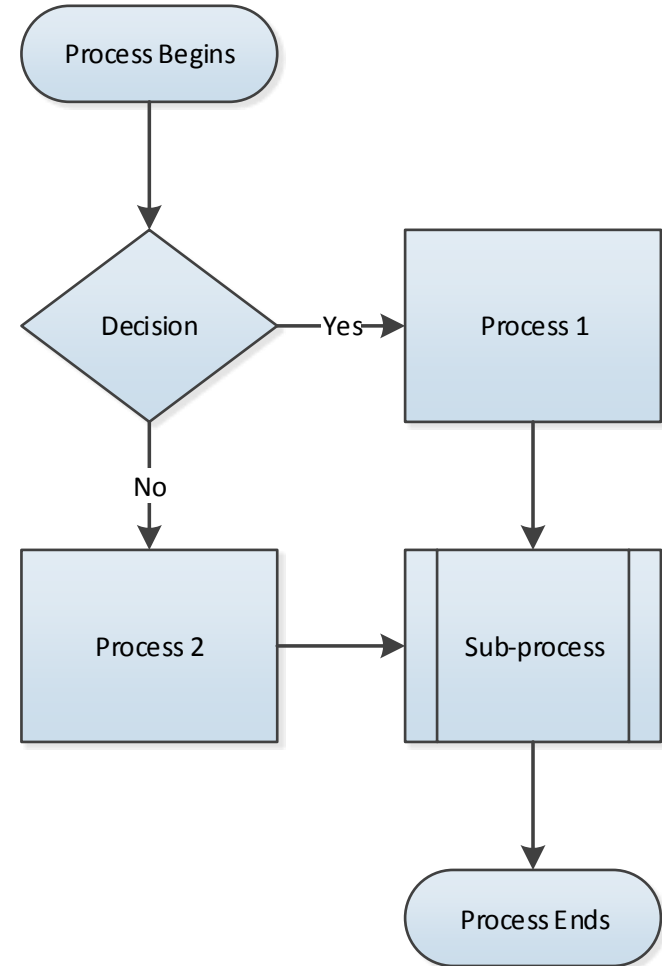 Process Begins
Decision
Yes
Process 1
No
Process 2
Sub-process
Process Ends